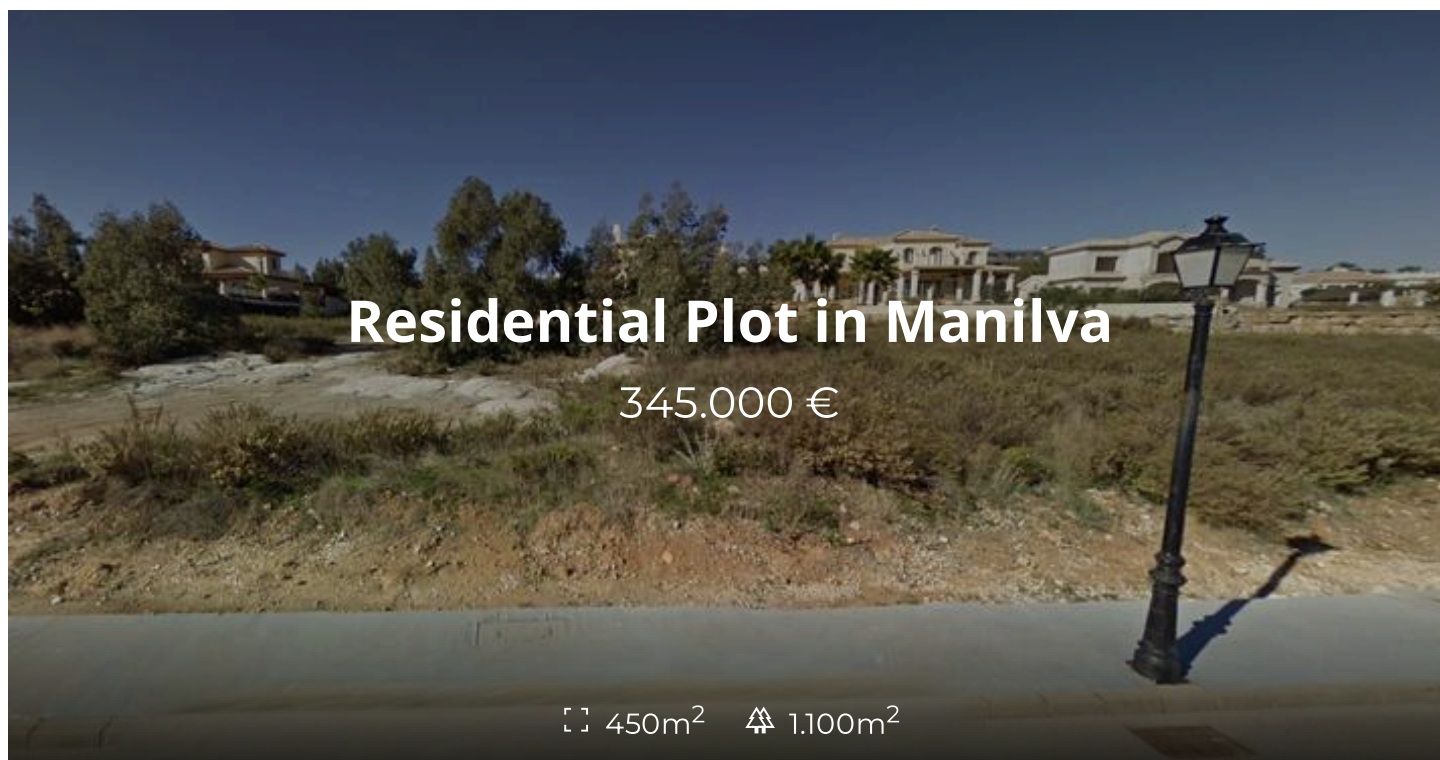 Residential Plot in Manilva
345.000 €
450m² 1.100m²